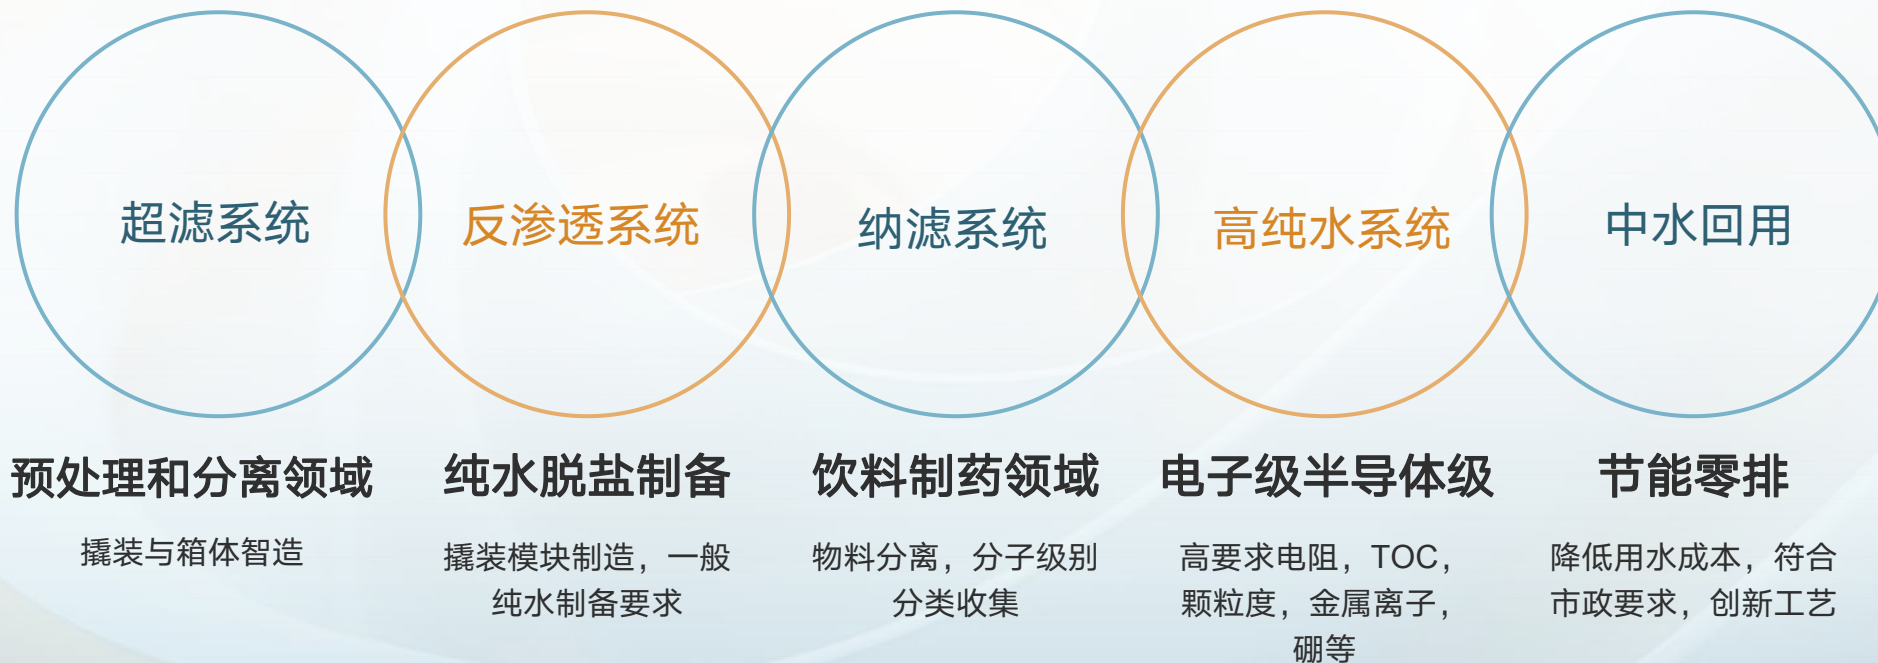 超滤系统
反渗透系统
纳滤系统
高纯水系统
中水回用
预处理和分离领域
撬装与箱体智造
纯水脱盐制备
撬装模块制造，一般
纯水制备要求
饮料制药领域
物料分离，分子级别
分类收集
电子级半导体级
高要求电阻，TOC，
颗粒度，金属离子，
硼等
节能零排
降低用水成本，符合
市政要求，创新工艺